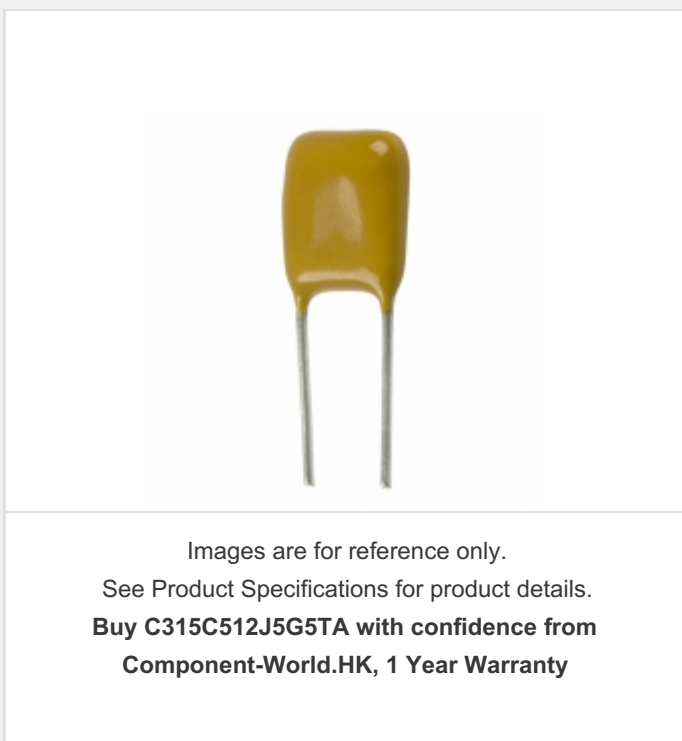 Images are for reference only.
See Product Specifications for product details.
Buy C315C512J5G5TA with confidence from
Component-World.HK, 1 Year Warranty